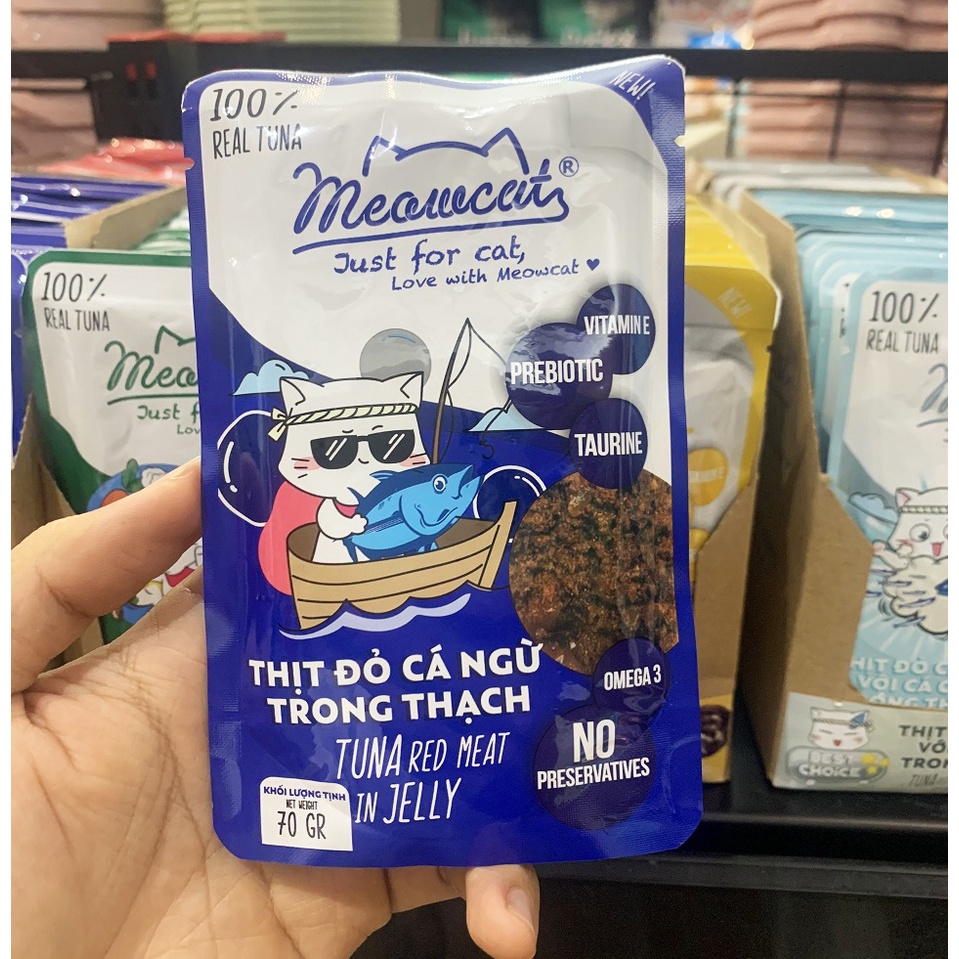 100%
REAL TUNA
NEW!
Meowcat®
Just for cat,
Love with Meowcat
VITAMIN E
PREBIOTIC
TAURINE
OMEGA 3
NO
PRESERVATIVES
THỊT ĐỎ CÁ NGỪ
TRONG THẠCH
TUNA RED MEAT
IN JELLY
KHỐI LƯỢNG TỊNH
NET WEIGHT
70 GR
100%
REAL TUNA
Just for
NEW!
100%
REAL TUNA
BEST
CHOICE